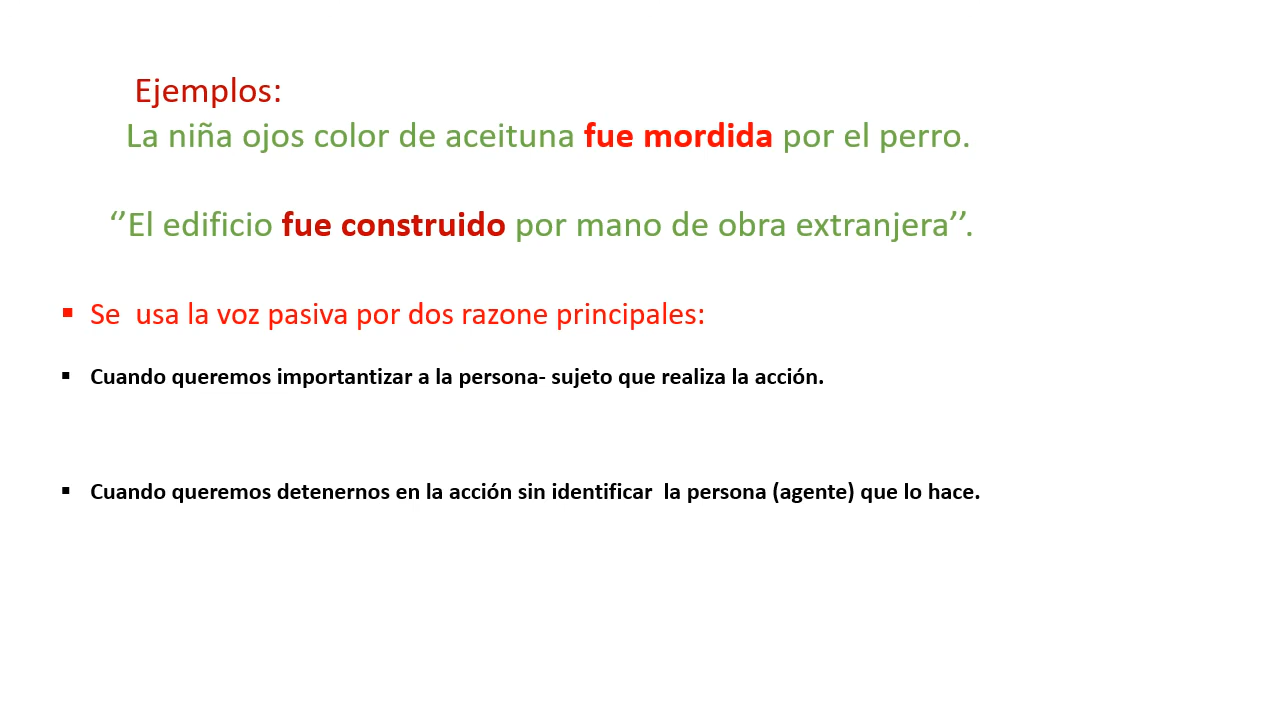 Ejemplos:
La niña ojos color de aceituna fue mordida por el perro.
‘’El edificio fue construido por mano de obra extranjera’’.
▪ Se  usa la voz pasiva por dos razone principales:
▪ Cuando queremos importantizar a la persona- sujeto que realiza la acción.
▪ Cuando queremos detenernos en la acción sin identificar  la persona (agente) que lo hace.